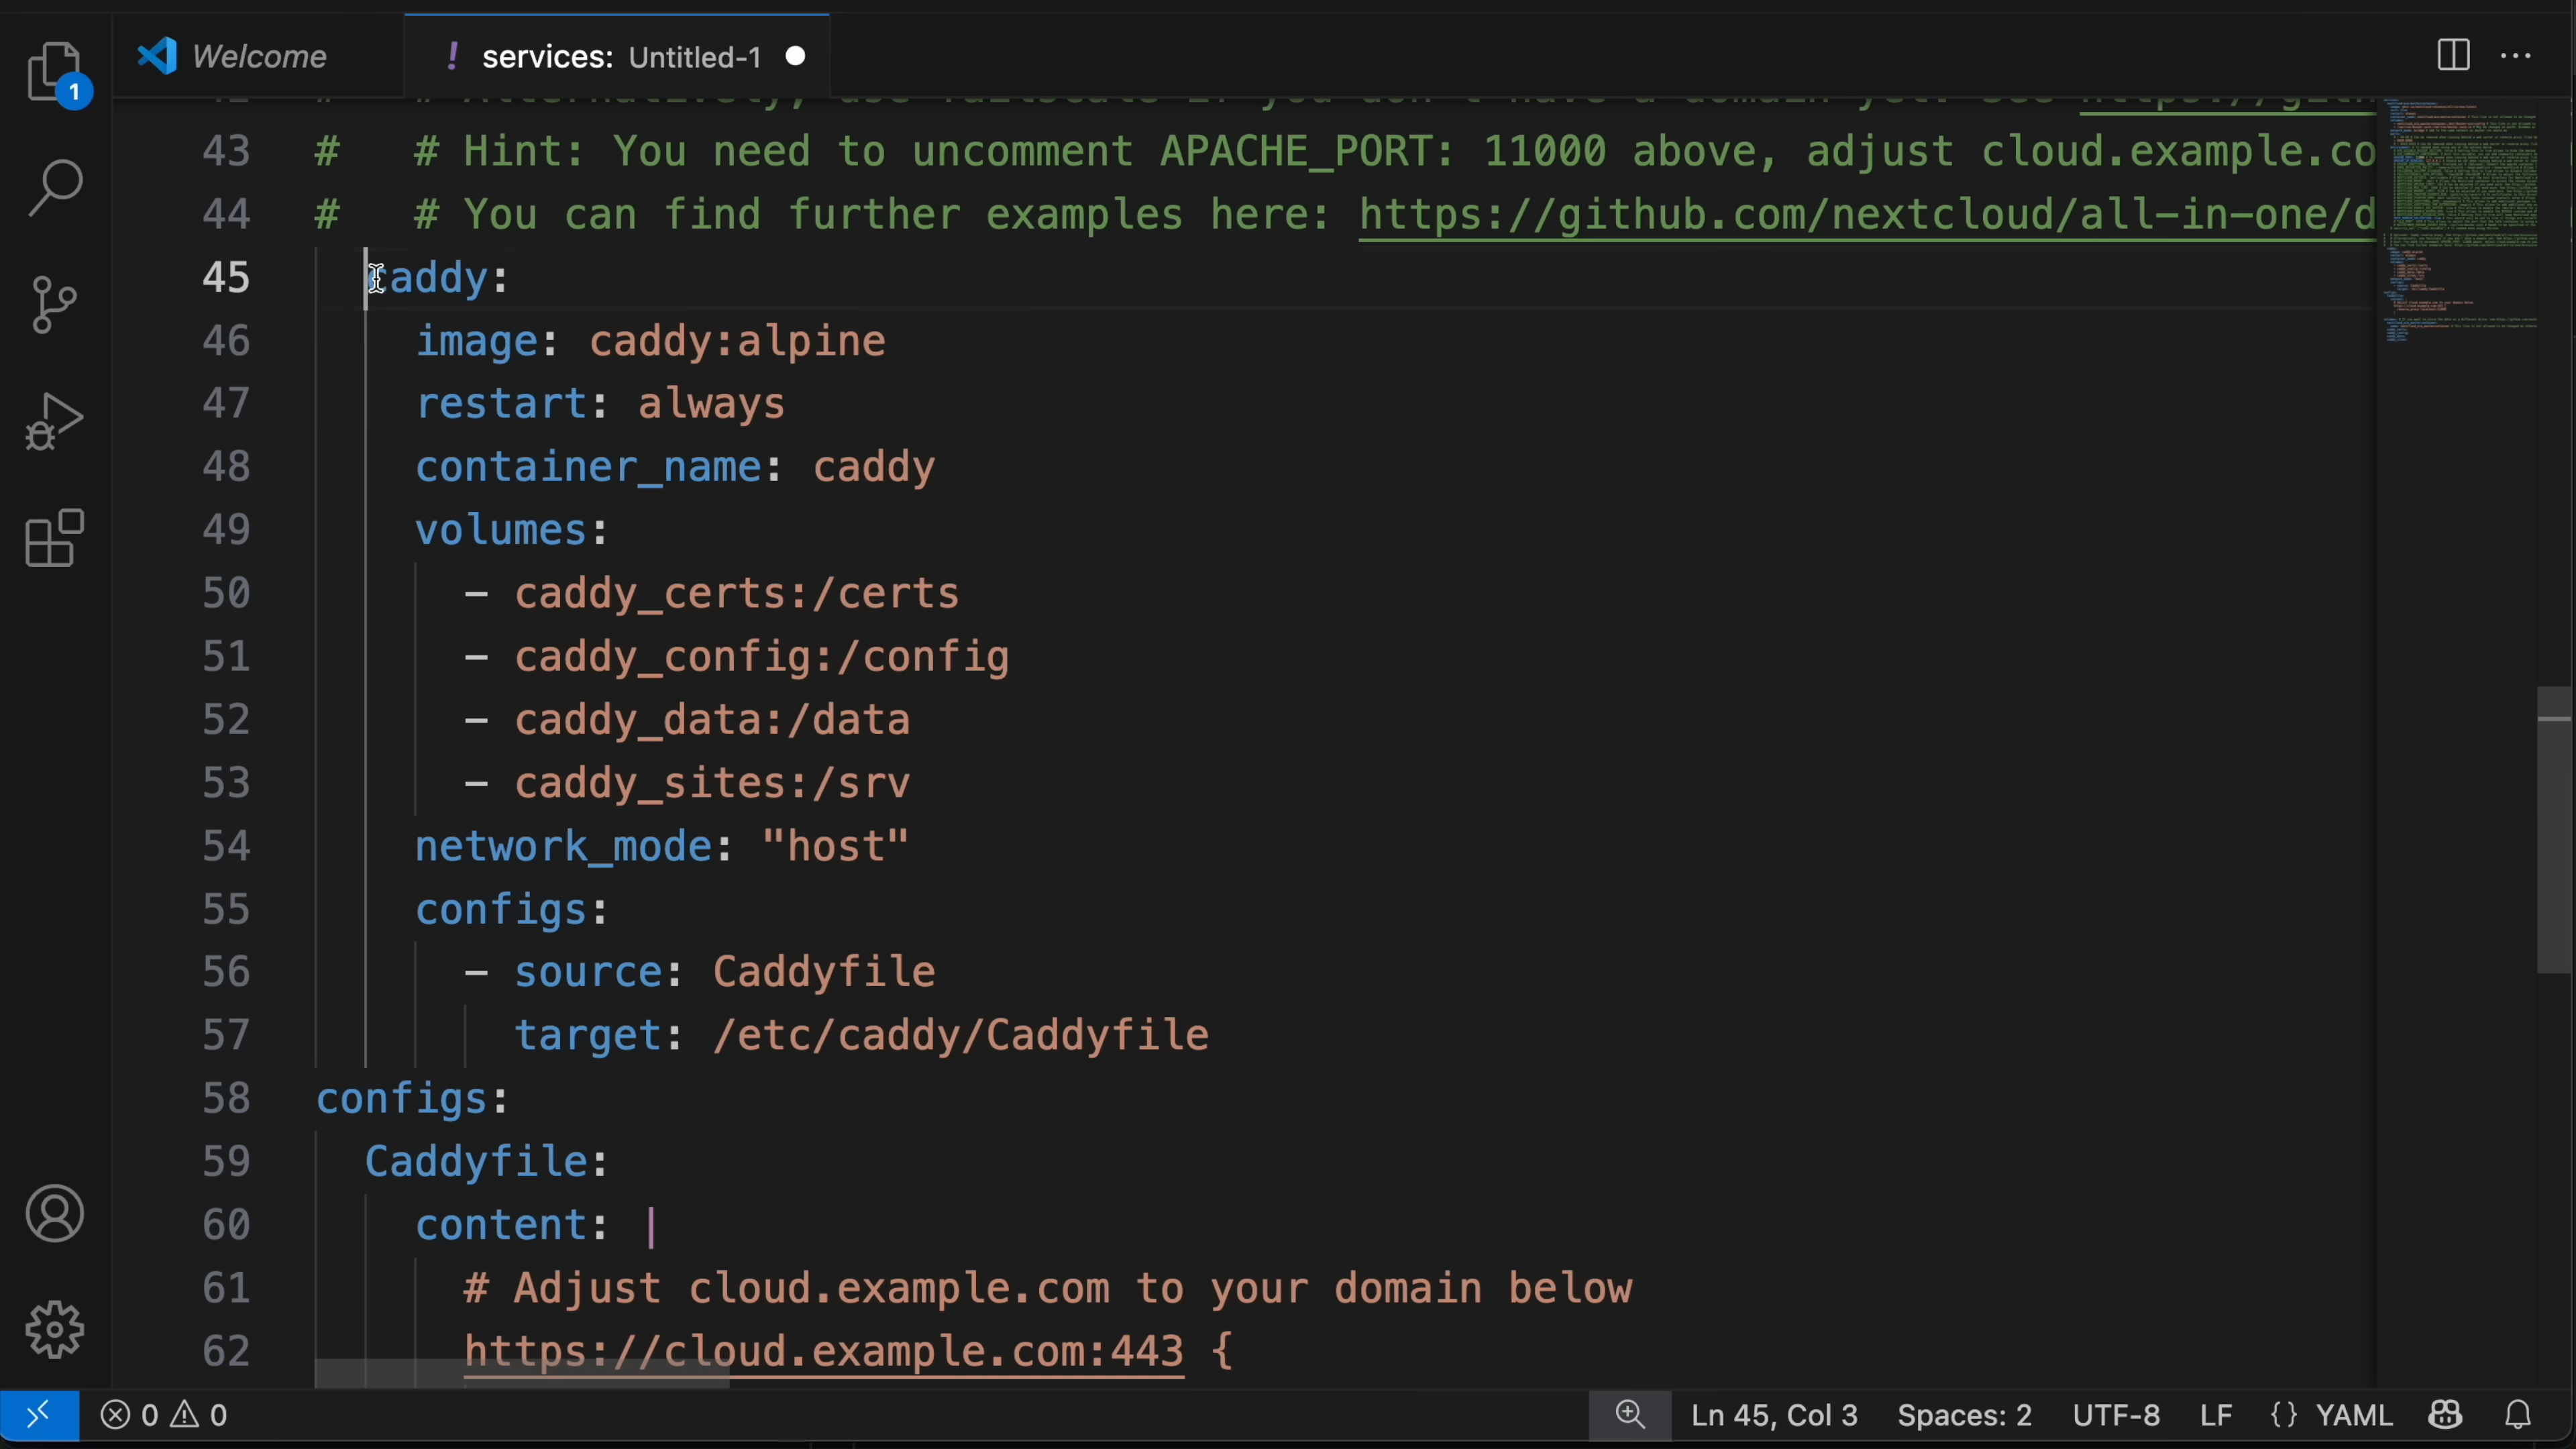 Welcome
! services: Untitled-1
1
43 #   # Hint: You need to uncomment APACHE_PORT: 11000 above, adjust cloud.example.co
44 #   # You can find further examples here: https://github.com/nextcloud/all-in-one/d
45   caddy:
46     image: caddy:alpine
47     restart: always
48     container_name: caddy
49     volumes:
50       - caddy_certs:/certs
51       - caddy_config:/config
52       - caddy_data:/data
53       - caddy_sites:/srv
54     network_mode: "host"
55     configs:
56       - source: Caddyfile
57         target: /etc/caddy/Caddyfile
58 configs:
59   Caddyfile:
60     content: |
61       # Adjust cloud.example.com to your domain below
62       https://cloud.example.com:443 {
0 0 Ln 45, Col 3 Spaces: 2 UTF-8 LF {} YAML